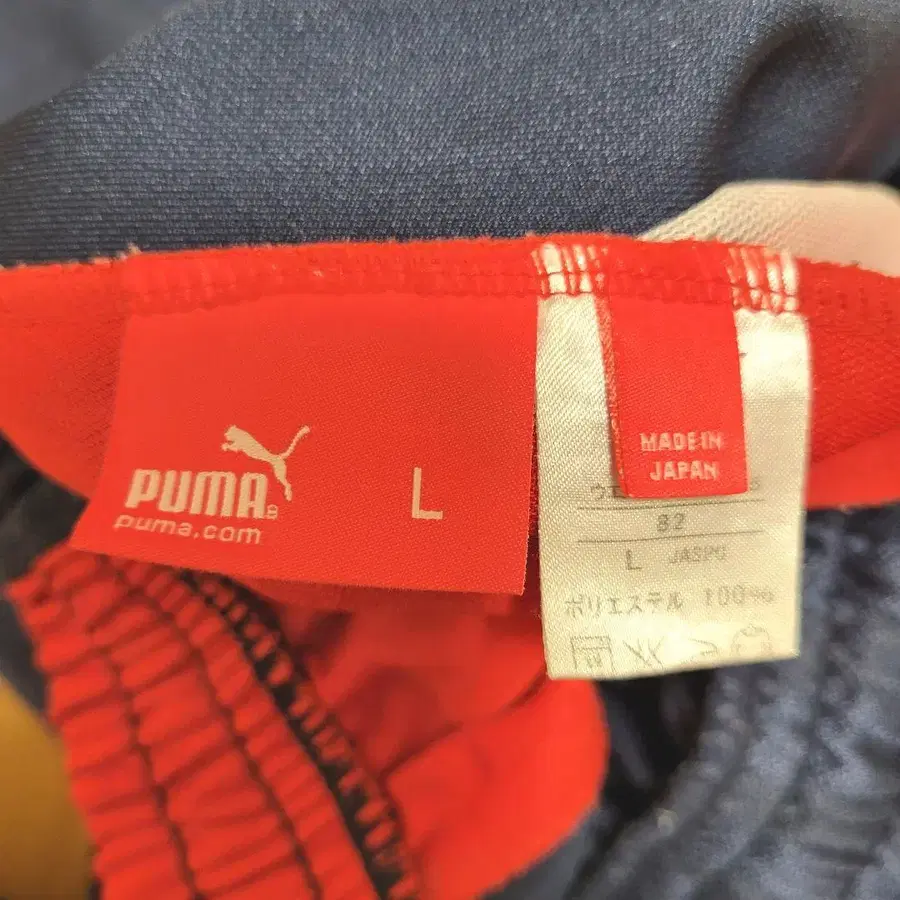 PUMA®
puma.com
L
MADE IN
JAPAN
82
L JASPO
ポリエステル 100%